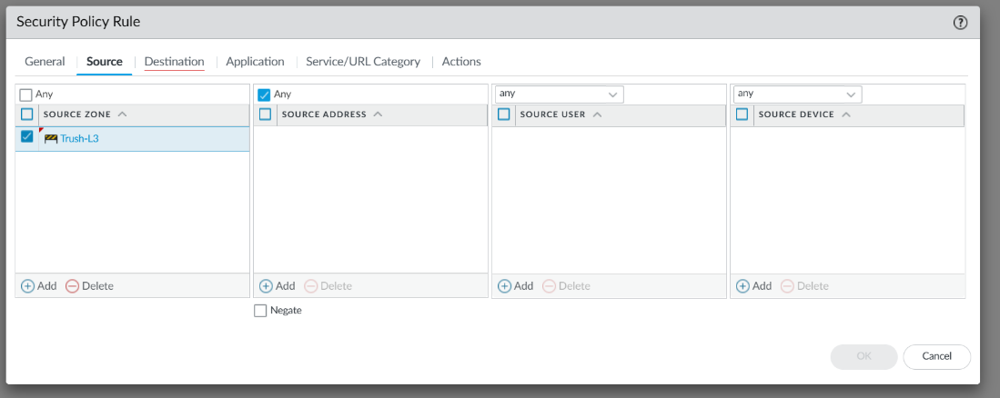 Security Policy Rule
General Source Destination Application Service/URL Category Actions
Any Any any any
SOURCE ZONE SOURCE ADDRESS SOURCE USER SOURCE DEVICE
Trush-L3
Add Delete Add Delete Add Delete Add Delete
Negate
OK Cancel